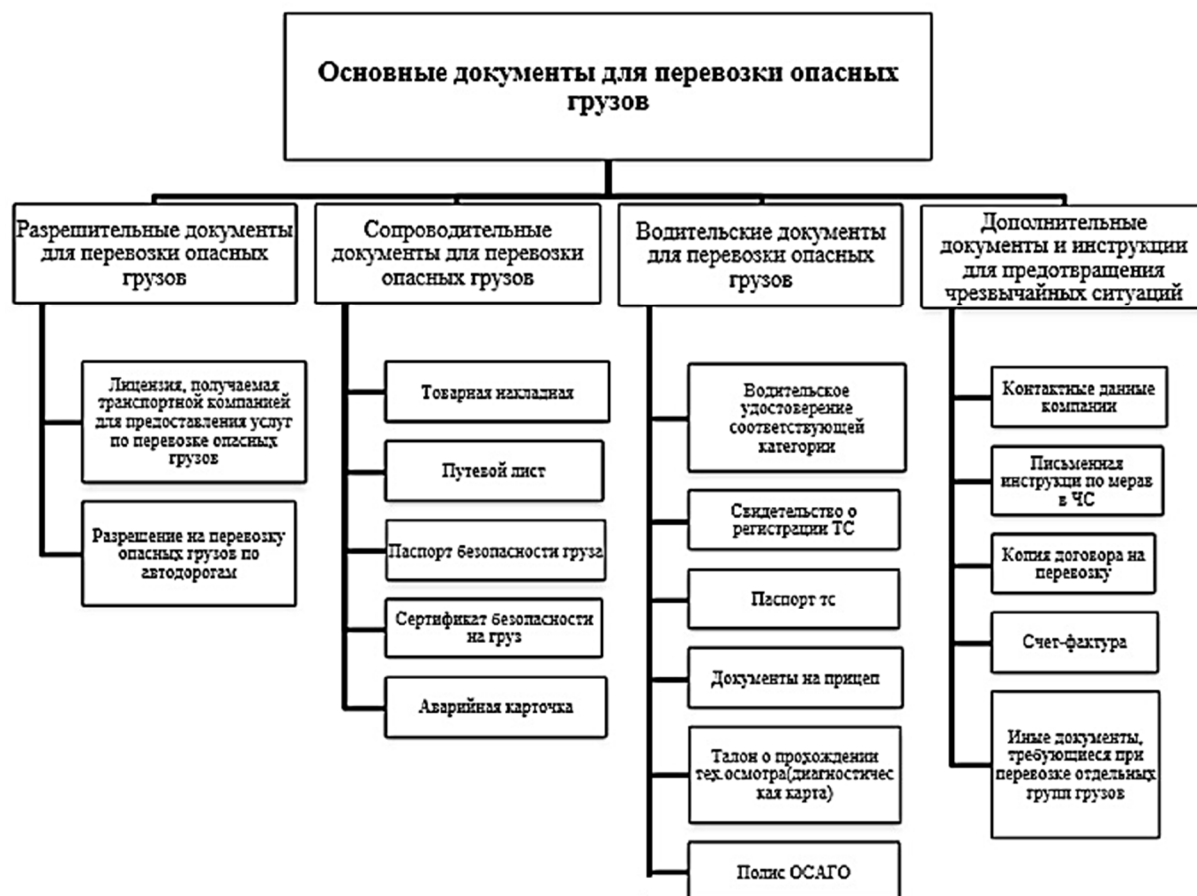 Основные документы для перевозки опасных
грузов
Разрешительные документы
для перевозки опасных
грузов
Лицензия, получаемая
транспортной компанией
для предоставления услуг
по перевозке опасных
грузов
Разрешение на перевозку
опасных грузов по
автодорогам
Сопроводительные
документы для перевозки
опасных грузов
Товарная накладная
Путевой лист
Паспорт безопасности груза
Сертификат безопасности
на груз
Аварийная карточка
Водительские документы
для перевозки опасных
грузов
Водительское
удостоверение
соответствующей
категории
Свидетельство о
регистрации ТС
Паспорт тс
Документы на прицеп
Талон о прохождении
тех.осмотра(диагностичес
кая карта)
Полис ОСАГО
Дополнительные
документы и инструкции
для предотвращения
чрезвычайных ситуаций
Контактные данные
компании
Письменная
инструкци по мерав
в ЧС
Копия договора на
перевозку
Счет-фактура
Иные документы,
требующиеся при
перевозке отдельных
групп грузов